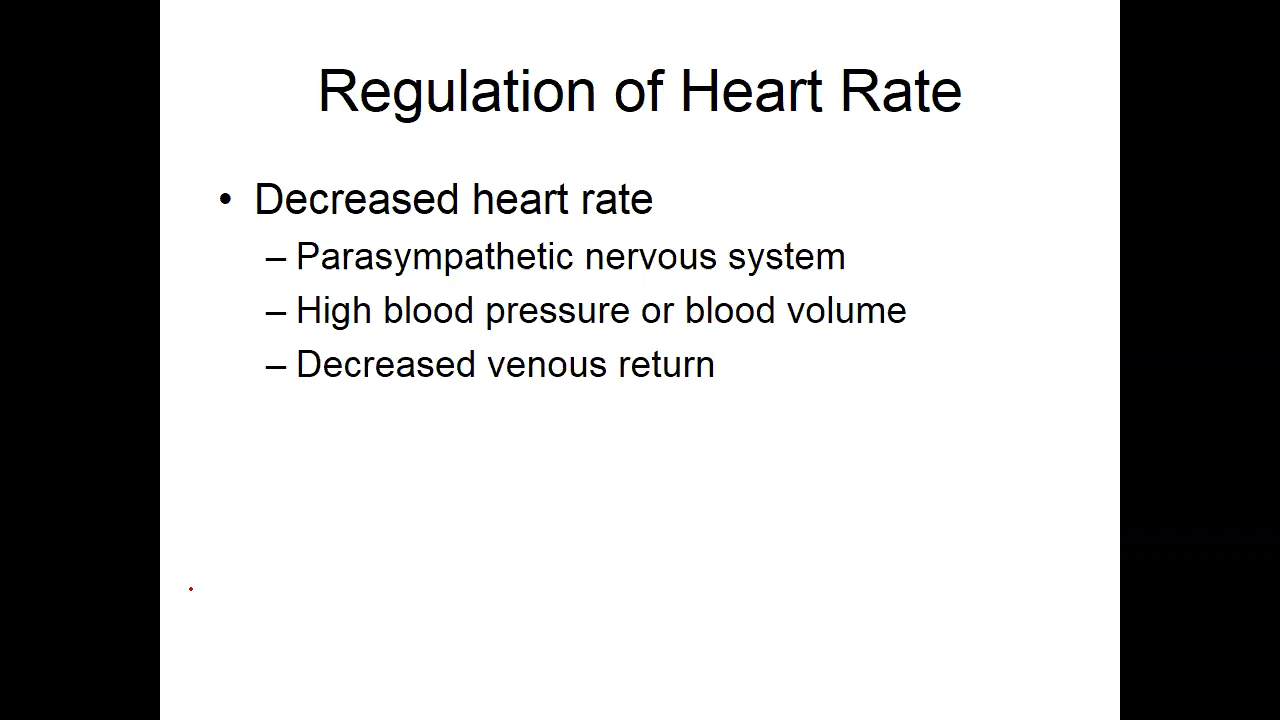 Regulation of Heart Rate
• Decreased heart rate
– Parasympathetic nervous system
– High blood pressure or blood volume
– Decreased venous return